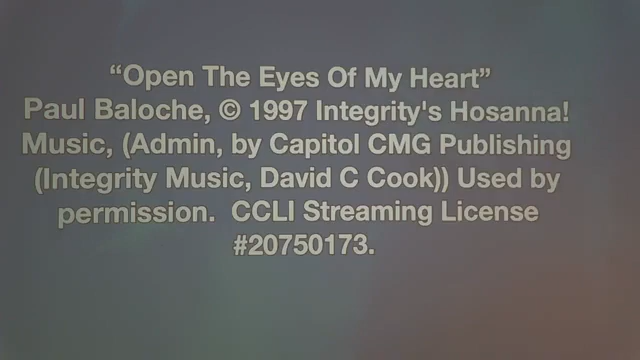 “Open The Eyes Of My Heart”
Paul Baloche, © 1997 Integrity's Hosanna!
Music, (Admin, by Capitol CMG Publishing
(Integrity Music, David C Cook)) Used by
permission.  CCLI Streaming License
#20750173.